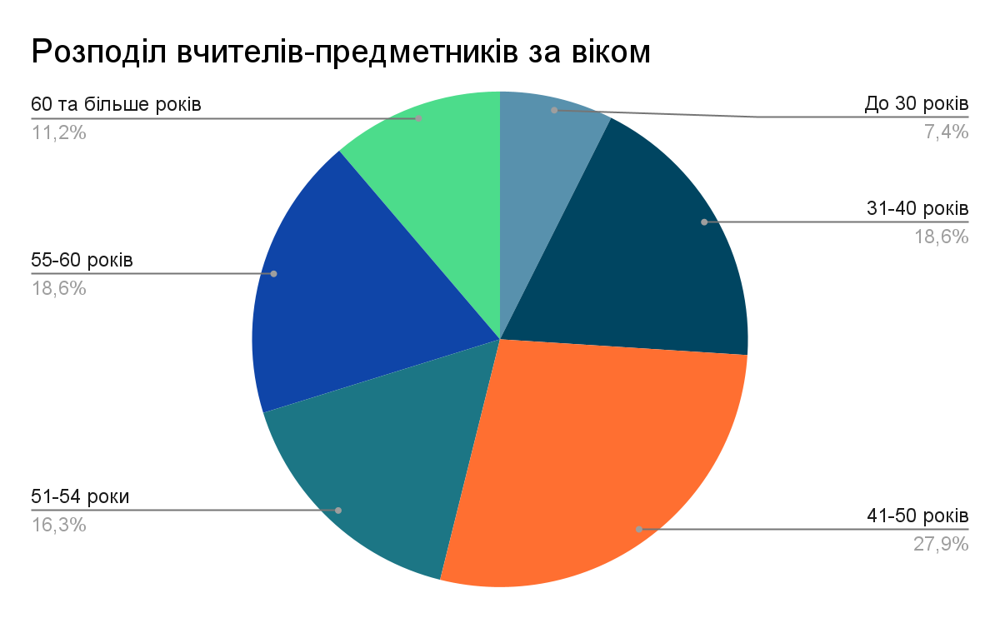 Розподіл вчителів-предметників за віком
60 та більше років
11,2%
До 30 років
7,4%
31-40 років
18,6%
55-60 років
18,6%
51-54 роки
16,3%
41-50 років
27,9%